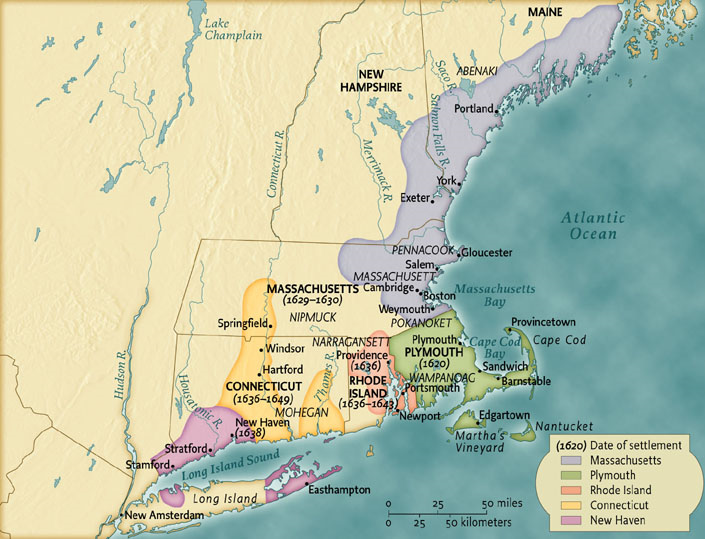 Lake
Champlain
MAINE
NEW
HAMPSHIRE
ABENAKI
Saco R.
Portland
Connecticut R.
Merrimack R.
Salmon Falls R.
York
Exeter
Atlantic
Ocean
PENNACOOK
Gloucester
Salem
MASSACHUSETT
MASSACHUSETTS
(1629–1630)
Cambridge
Boston
Massachusetts
Bay
NIPMUCK
Weymouth
POKANOKET
Springfield
Provincetown
Cape Cod
NARRAGANSETT
Plymouth
Cape Cod
Bay
Windsor
Providence
(1636)
PLYMOUTH
(1620)
Hudson R.
Hartford
Thames R.
Sandwich
RHODE
ISLAND
(1636–1643)
WAMPANOAG
Barnstable
CONNECTICUT
(1636–1649)
Portsmouth
Housatonic R.
MOHEGAN
Newport
Edgartown
New Haven
(1638)
Nantucket
Martha's
Vineyard
Stratford
Stamford
Long Island Sound
Long Island
Easthampton
New Amsterdam
0 25 50 miles
0 25 50 kilometers
(1620) Date of settlement
Massachusetts
Plymouth
Rhode Island
Connecticut
New Haven